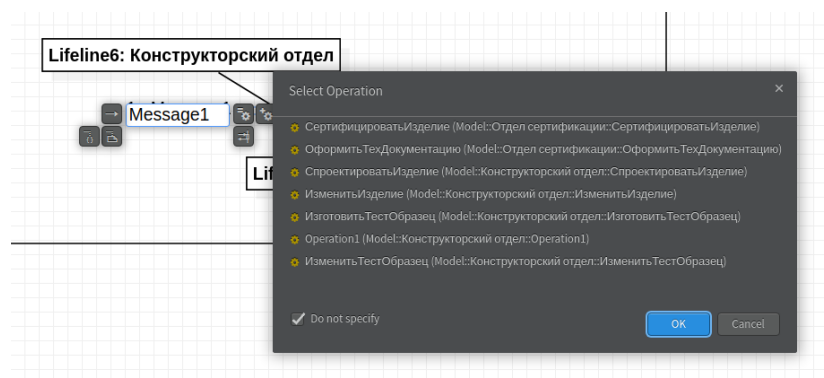 Lifeline6: Конструкторский отдел
Select Operation
Message1
СертифицироватьИзделие (Model::Отдел сертификации::СертифицироватьИзделие)
ОформитьТехДокументацию (Model::Отдел сертификации::ОформитьТехДокументацию)
СпроектироватьИзделие (Model::Конструкторский отдел::СпроектироватьИзделие)
Lif
ИзменитьИзделие (Model::Конструкторский отдел::ИзменитьИзделие)
ИзготовитьТестОбразец (Model::Конструкторский отдел::ИзготовитьТестОбразец)
Operation1 (Model::Конструкторский отдел::Operation1)
ИзменитьТестОбразец (Model::Конструкторский отдел::ИзменитьТестОбразец)
Do not specify
OK
Cancel